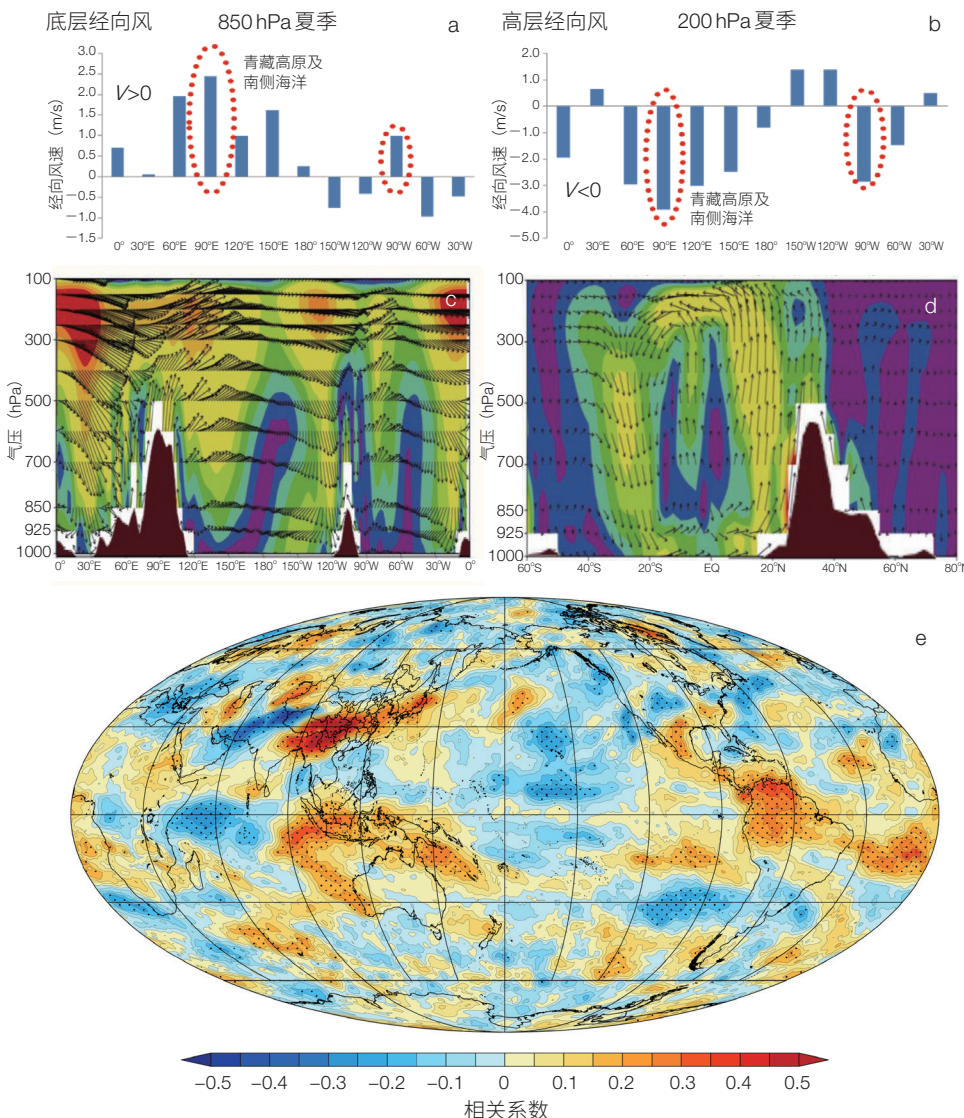 底层经向风 850 hPa 夏季 a
经向风速（m/s）
3.0
2.5
2.0
1.5
1.0
0.5
0
−0.5
−1.0
−1.5
V>0
青藏高原及
南侧海洋
0° 30°E 60°E 90°E 120°E 150°E 180° 150°W 120°W 90°W 60°W 30°W
高层经向风 200 hPa 夏季 b
经向风速（m/s）
2.0
1.0
0
−1.0
−2.0
−3.0
−4.0
−5.0
V<0
青藏高原及
南侧海洋
0° 30°E 60°E 90°E 120°E 150°E 180° 150°W 120°W 90°W 60°W 30°W
c
气压（hPa）
100
300
500
700
850
925
1000
0° 30°E 60°E 90°E 120°E 150°E 180° 150°W 120°W 90°W 60°W 30°W 0°
d
气压（hPa）
100
300
500
700
850
925
1000
60°S 40°S 20°S EQ 20°N 40°N 60°N 80°N
e
−0.5 −0.4 −0.3 −0.2 −0.1 0 0.1 0.2 0.3 0.4 0.5
相关系数